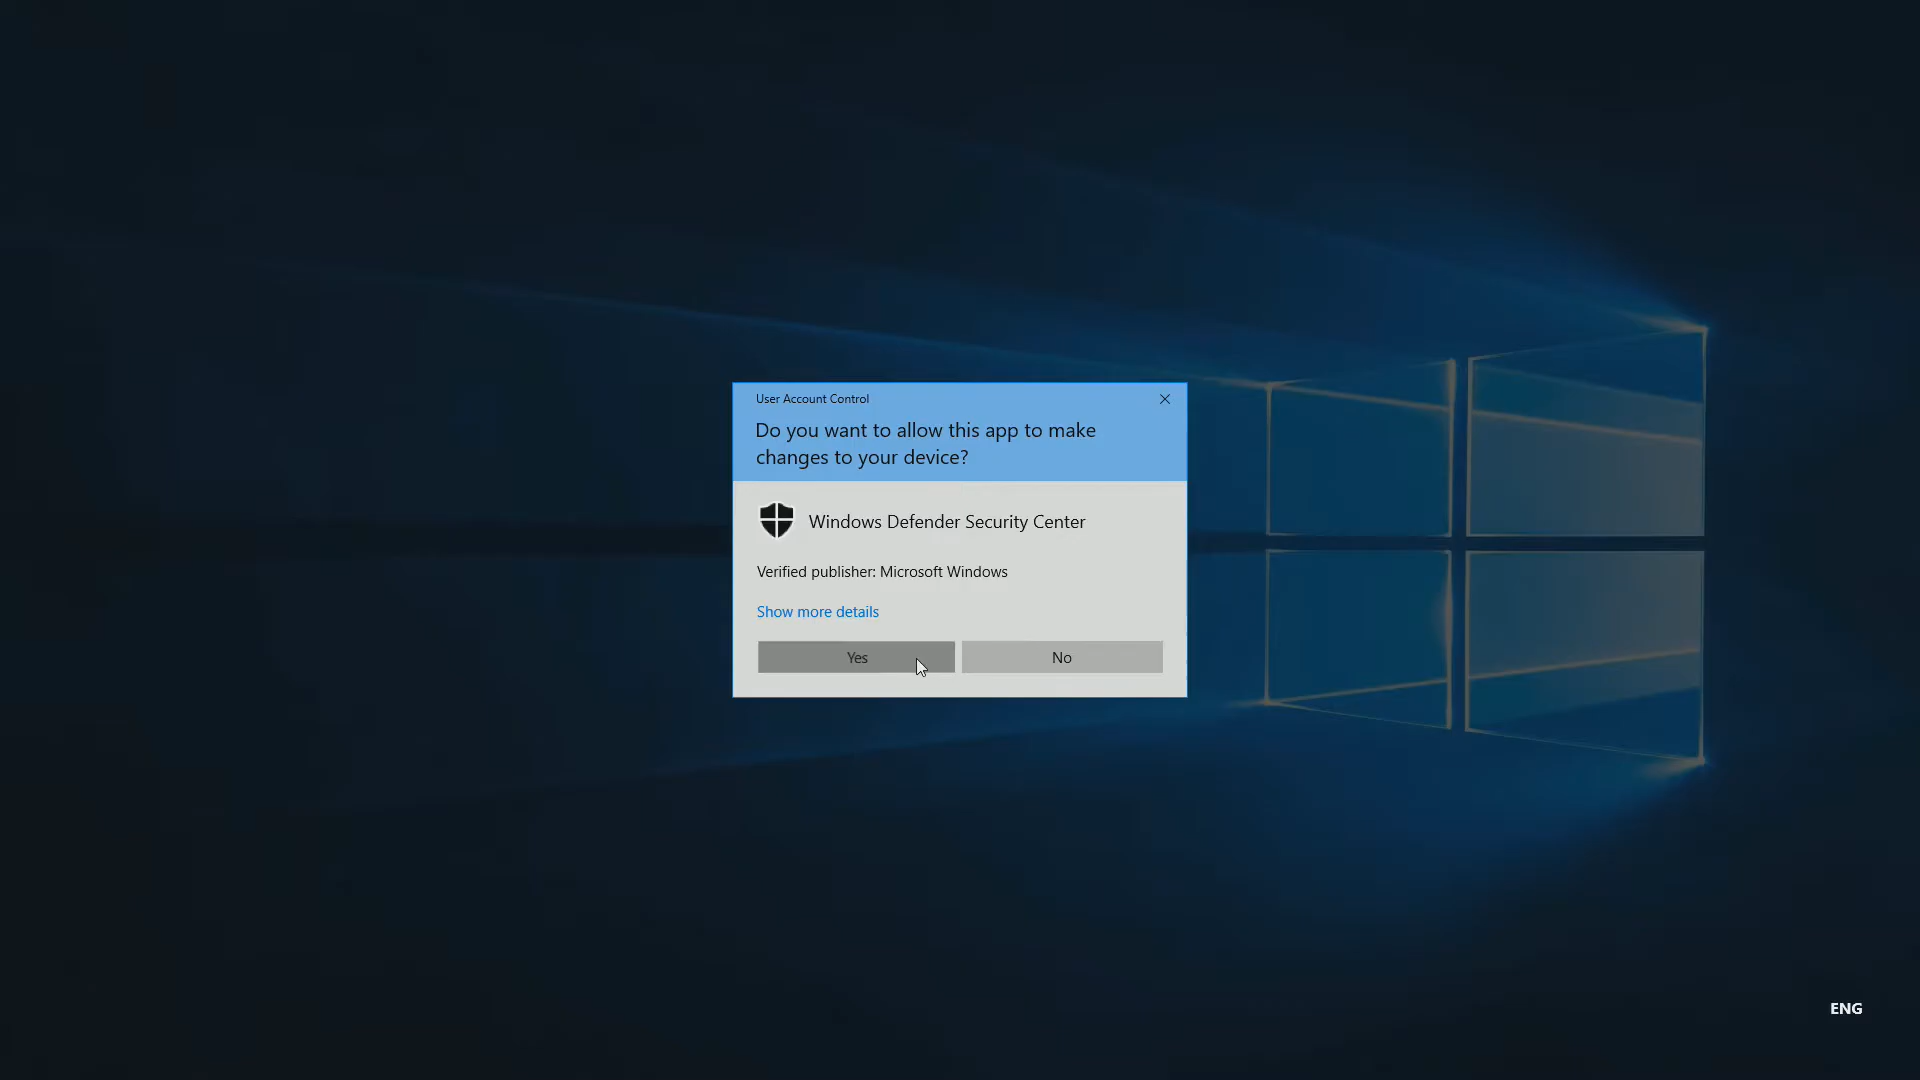 User Account Control
Do you want to allow this app to make
changes to your device?
Windows Defender Security Center
Verified publisher: Microsoft Windows
Show more details
Yes
No
ENG